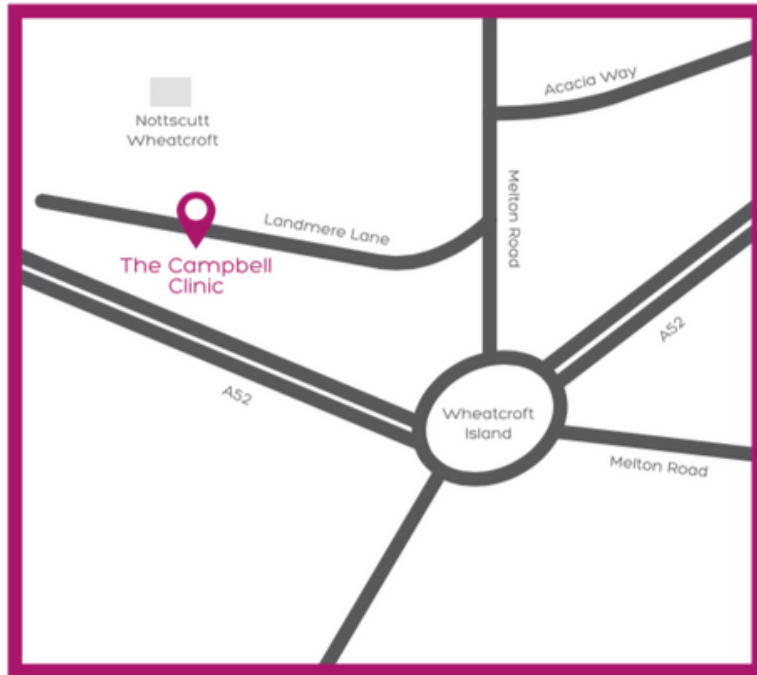 Acacia Way
Nottscutt
Wheatcroft
Melton Road
Landmere Lane
The Campbell
Clinic
A52
A52
Wheatcroft
Island
Melton Road